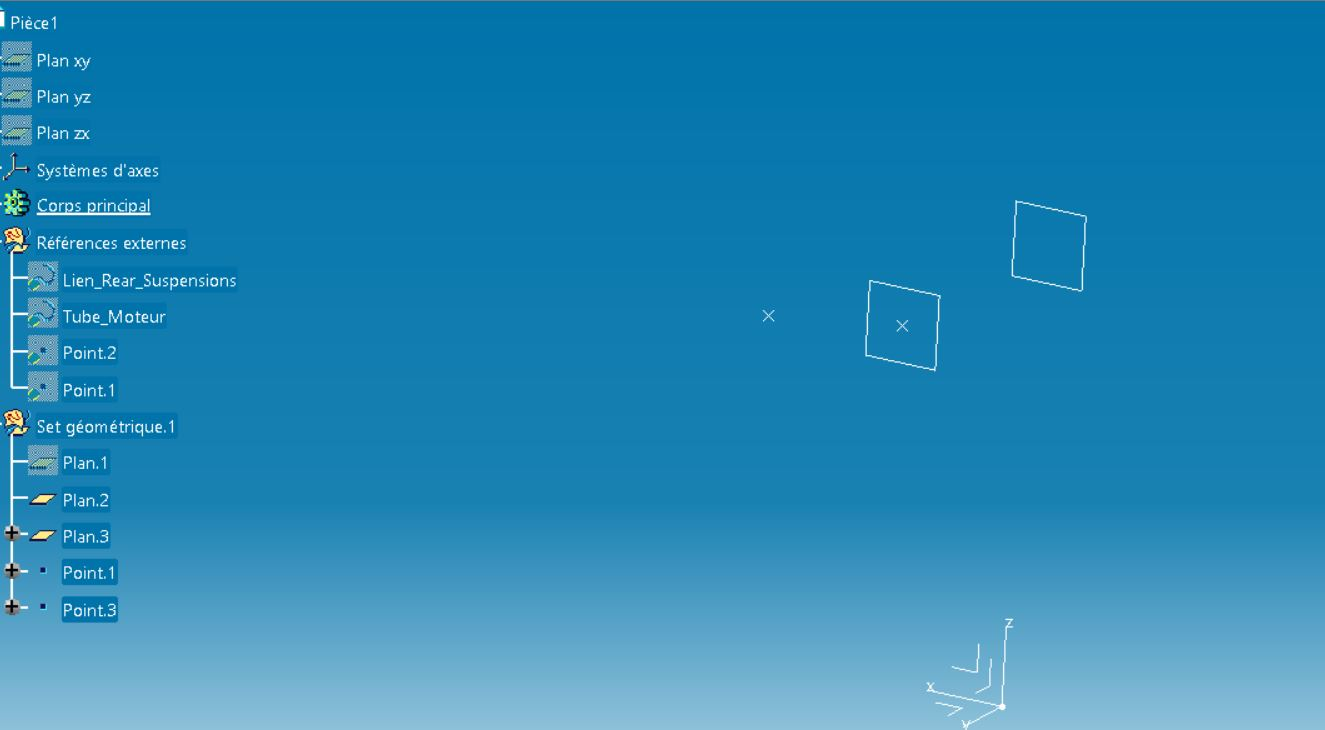 Pièce1
Plan xy
Plan yz
Plan zx
Systèmes d'axes
Corps principal
Références externes
Lien_Rear_Suspensions
Tube_Moteur
Point.2
Point.1
Set géométrique.1
Plan.1
Plan.2
Plan.3
Point.1
Point.3
z
x
y